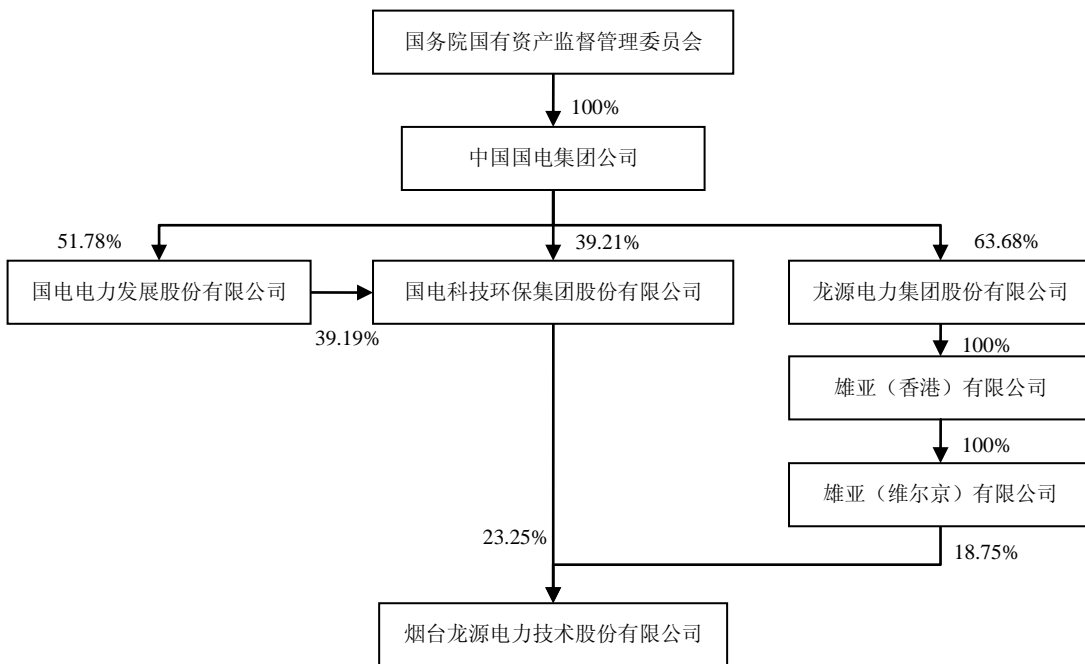 国务院国有资产监督管理委员会
100%
中国国电集团公司
51.78%
39.21%
63.68%
国电电力发展股份有限公司
国电科技环保集团股份有限公司
龙源电力集团股份有限公司
39.19%
100%
雄亚（香港）有限公司
100%
雄亚（维尔京）有限公司
23.25%
18.75%
烟台龙源电力技术股份有限公司